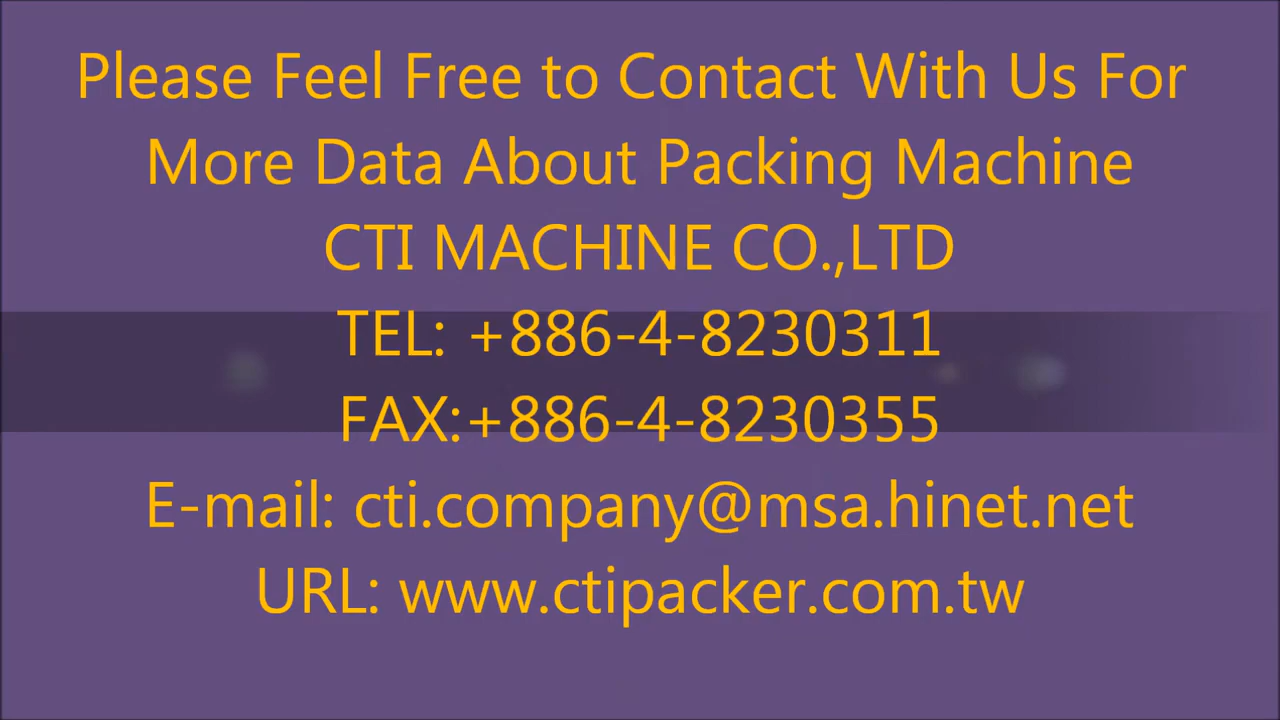 Please Feel Free to Contact With Us For
More Data About Packing Machine
CTI MACHINE CO.,LTD
TEL: +886-4-8230311
FAX:+886-4-8230355
E-mail: cti.company@msa.hinet.net
URL: www.ctipacker.com.tw